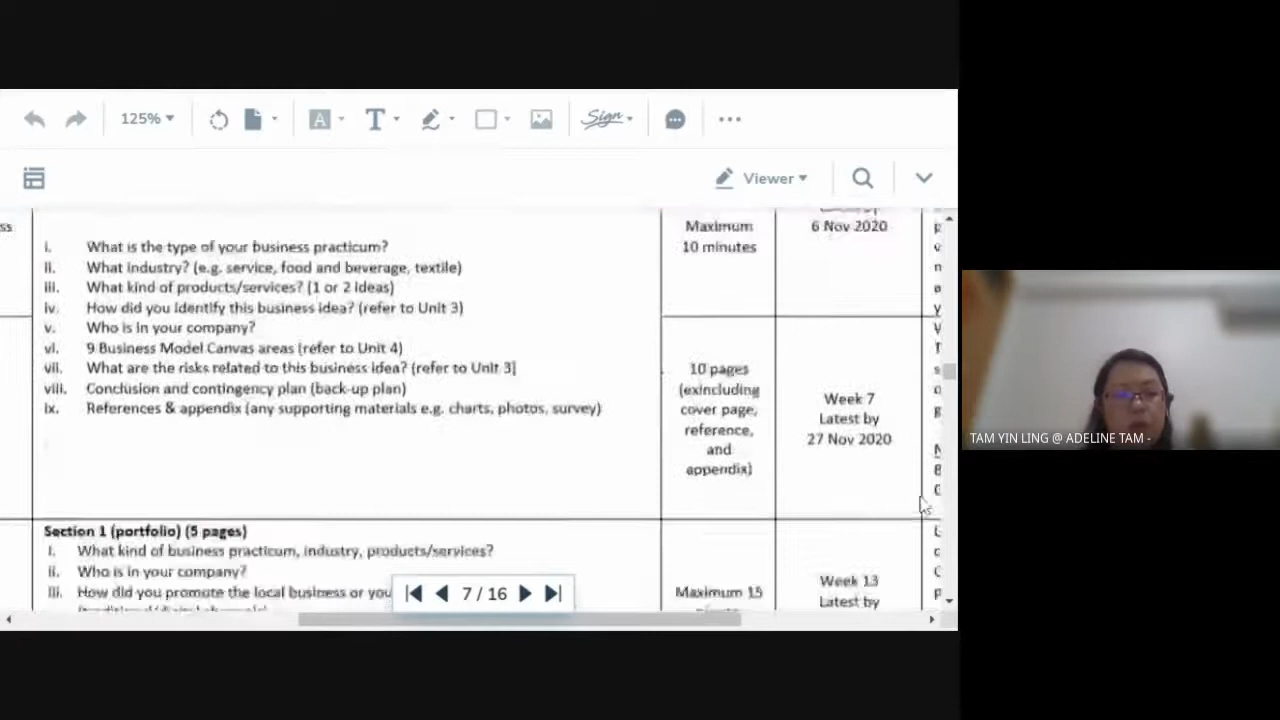 125%
A
T
Sign
Viewer
ss
i. What is the type of your business practicum?
ii. What industry? (e.g. service, food and beverage, textile)
iii. What kind of products/services? (1 or 2 ideas)
iv. How did you identify this business idea? (refer to Unit 3)
v. Who is in your company?
vi. 9 Business Model Canvas areas (refer to Unit 4)
vii. What are the risks related to this business idea? (refer to Unit 3)
viii. Conclusion and contingency plan (back-up plan)
ix. References & appendix (any supporting materials e.g. charts, photos, survey)
Maximum
10 minutes
6 Nov 2020
10 pages
(exincluding
cover page,
reference,
and
appendix)
Week 7
Latest by
27 Nov 2020
Section 1 (portfolio) (5 pages)
i. What kind of business practicum, industry, products/services?
ii. Who is in your company?
iii. How did you promote the local business or you
Maximum 15
Week 13
Latest by
7 / 16
TAM YIN LING @ ADELINE TAM -